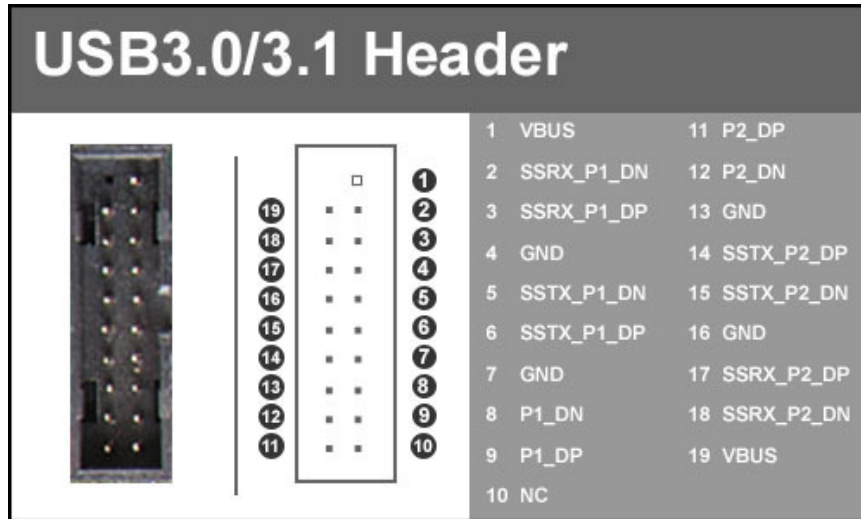 USB3.0/3.1 Header
1
19 2
18 3
17 4
16 5
15 6
14 7
13 8
12 9
11 10
1 VBUS 11 P2_DP
2 SSRX_P1_DN 12 P2_DN
3 SSRX_P1_DP 13 GND
4 GND 14 SSTX_P2_DP
5 SSTX_P1_DN 15 SSTX_P2_DN
6 SSTX_P1_DP 16 GND
7 GND 17 SSRX_P2_DP
8 P1_DN 18 SSRX_P2_DN
9 P1_DP 19 VBUS
10 NC